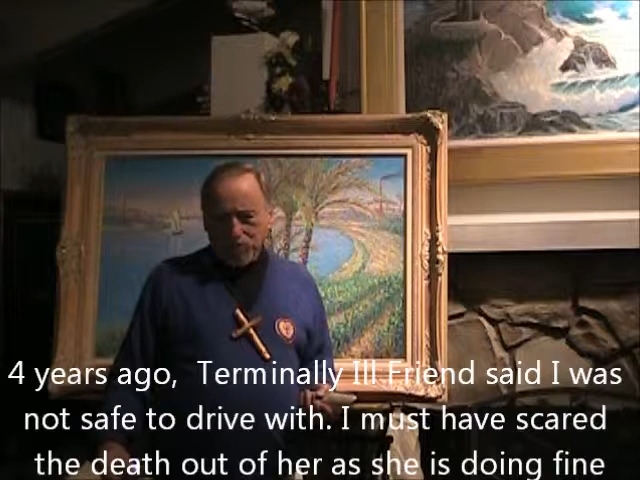 4 years ago,  Terminally Ill Friend said I was
not safe to drive with. I must have scared
the death out of her as she is doing fine